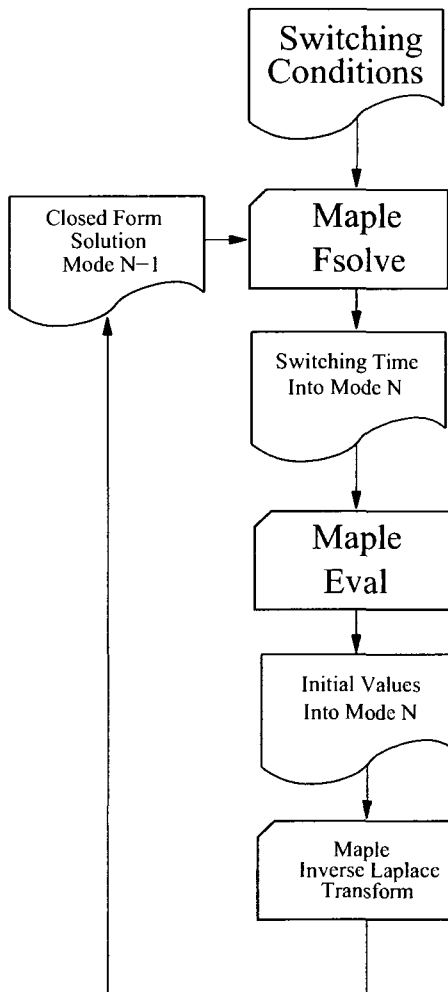 Switching
Conditions
Closed Form
Solution
Mode N−1
Maple
Fsolve
Switching Time
Into Mode N
Maple
Eval
Initial Values
Into Mode N
Maple
Inverse Laplace
Transform